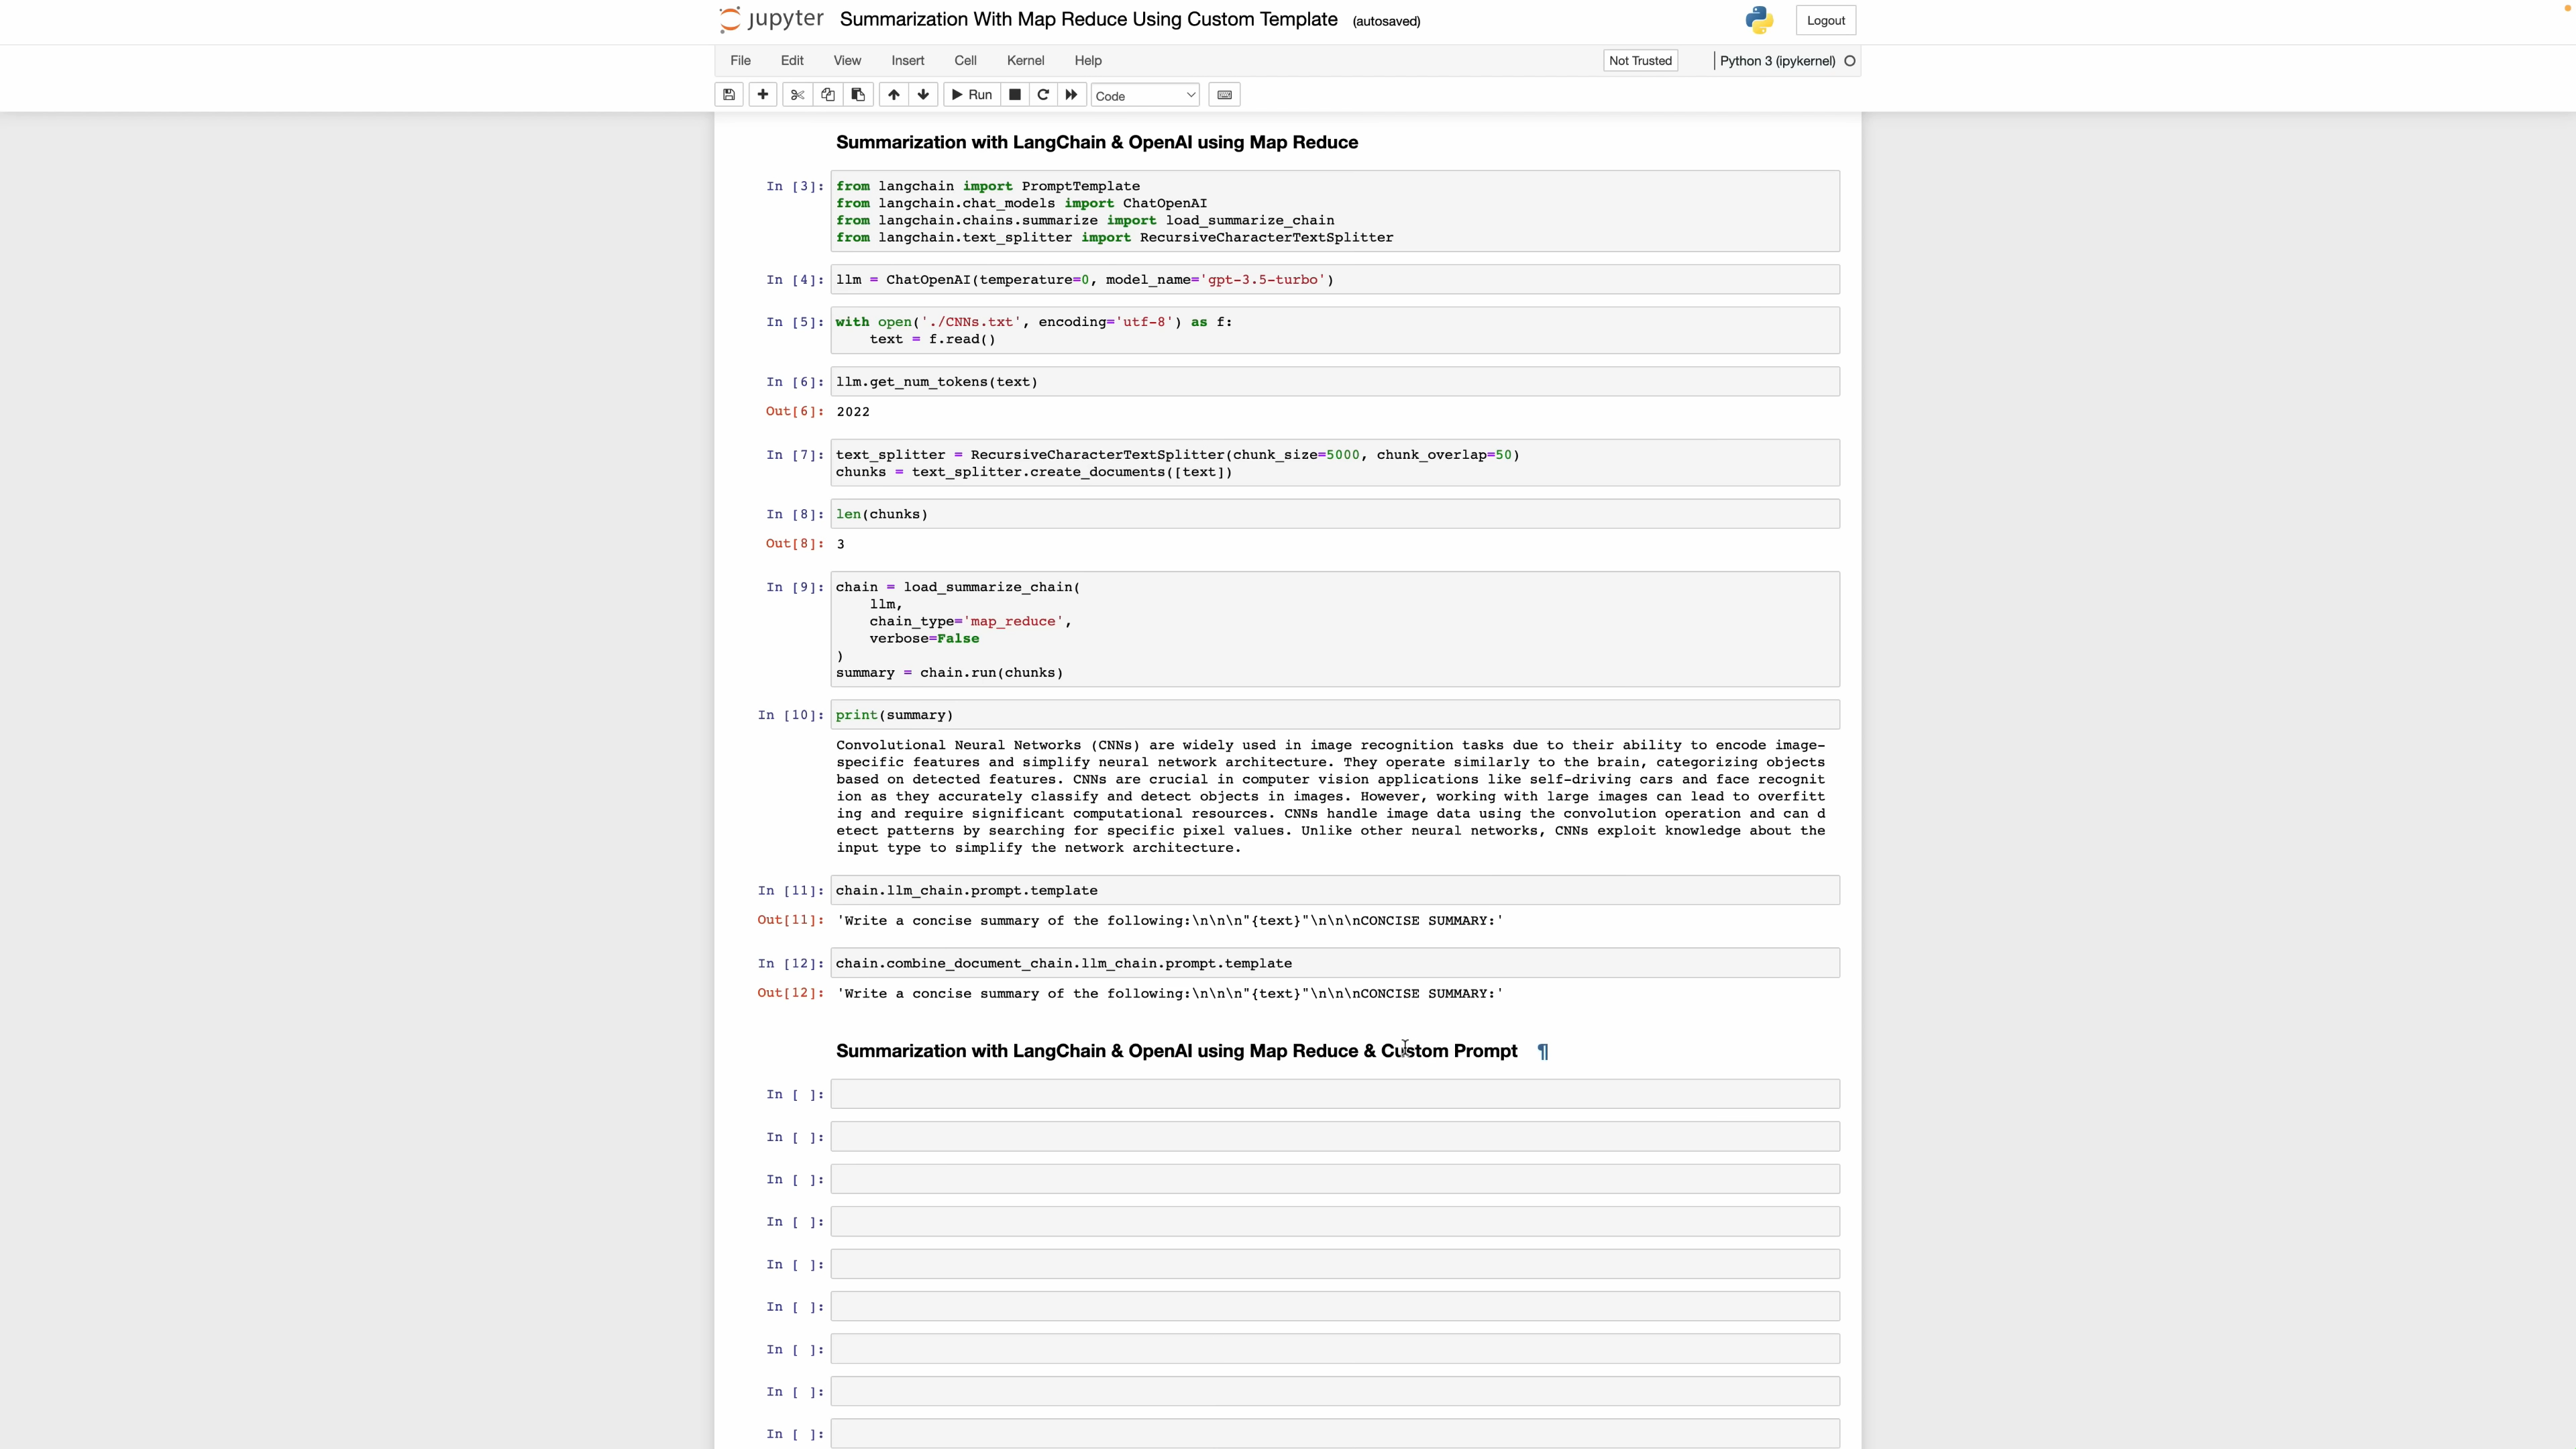 jupyter Summarization With Map Reduce Using Custom Template (autosaved) Logout
File Edit View Insert Cell Kernel Help Not Trusted Python 3 (ipykernel)
Run Code
Summarization with LangChain & OpenAI using Map Reduce
In [3]: from langchain import PromptTemplate
from langchain.chat_models import ChatOpenAI
from langchain.chains.summarize import load_summarize_chain
from langchain.text_splitter import RecursiveCharacterTextSplitter
In [4]: llm = ChatOpenAI(temperature=0, model_name='gpt-3.5-turbo')
In [5]: with open('./CNNs.txt', encoding='utf-8') as f:
    text = f.read()
In [6]: llm.get_num_tokens(text)
Out[6]: 2022
In [7]: text_splitter = RecursiveCharacterTextSplitter(chunk_size=5000, chunk_overlap=50)
chunks = text_splitter.create_documents([text])
In [8]: len(chunks)
Out[8]: 3
In [9]: chain = load_summarize_chain(
    llm,
    chain_type='map_reduce',
    verbose=False
)
summary = chain.run(chunks)
In [10]: print(summary)
Convolutional Neural Networks (CNNs) are widely used in image recognition tasks due to their ability to encode image-
specific features and simplify neural network architecture. They operate similarly to the brain, categorizing objects
based on detected features. CNNs are crucial in computer vision applications like self-driving cars and face recognit
ion as they accurately classify and detect objects in images. However, working with large images can lead to overfitt
ing and require significant computational resources. CNNs handle image data using the convolution operation and can d
etect patterns by searching for specific pixel values. Unlike other neural networks, CNNs exploit knowledge about the
input type to simplify the network architecture.
In [11]: chain.llm_chain.prompt.template
Out[11]: 'Write a concise summary of the following:\n\n\n"{text}"\n\n\nCONCISE SUMMARY:'
In [12]: chain.combine_document_chain.llm_chain.prompt.template
Out[12]: 'Write a concise summary of the following:\n\n\n"{text}"\n\n\nCONCISE SUMMARY:'
Summarization with LangChain & OpenAI using Map Reduce & Custom Prompt ¶
In [ ]:
In [ ]:
In [ ]:
In [ ]:
In [ ]:
In [ ]:
In [ ]:
In [ ]:
In [ ]: